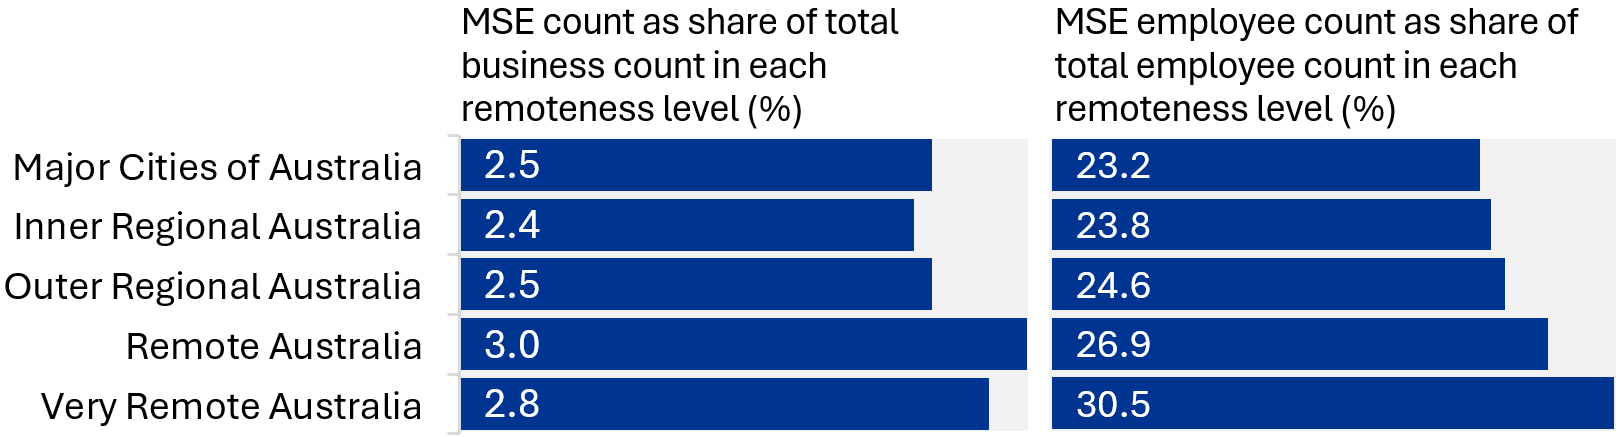 MSE count as share of total
business count in each
remoteness level (%)
MSE employee count as share of
total employee count in each
remoteness level (%)
Major Cities of Australia 2.5 23.2
Inner Regional Australia 2.4 23.8
Outer Regional Australia 2.5 24.6
Remote Australia 3.0 26.9
Very Remote Australia 2.8 30.5